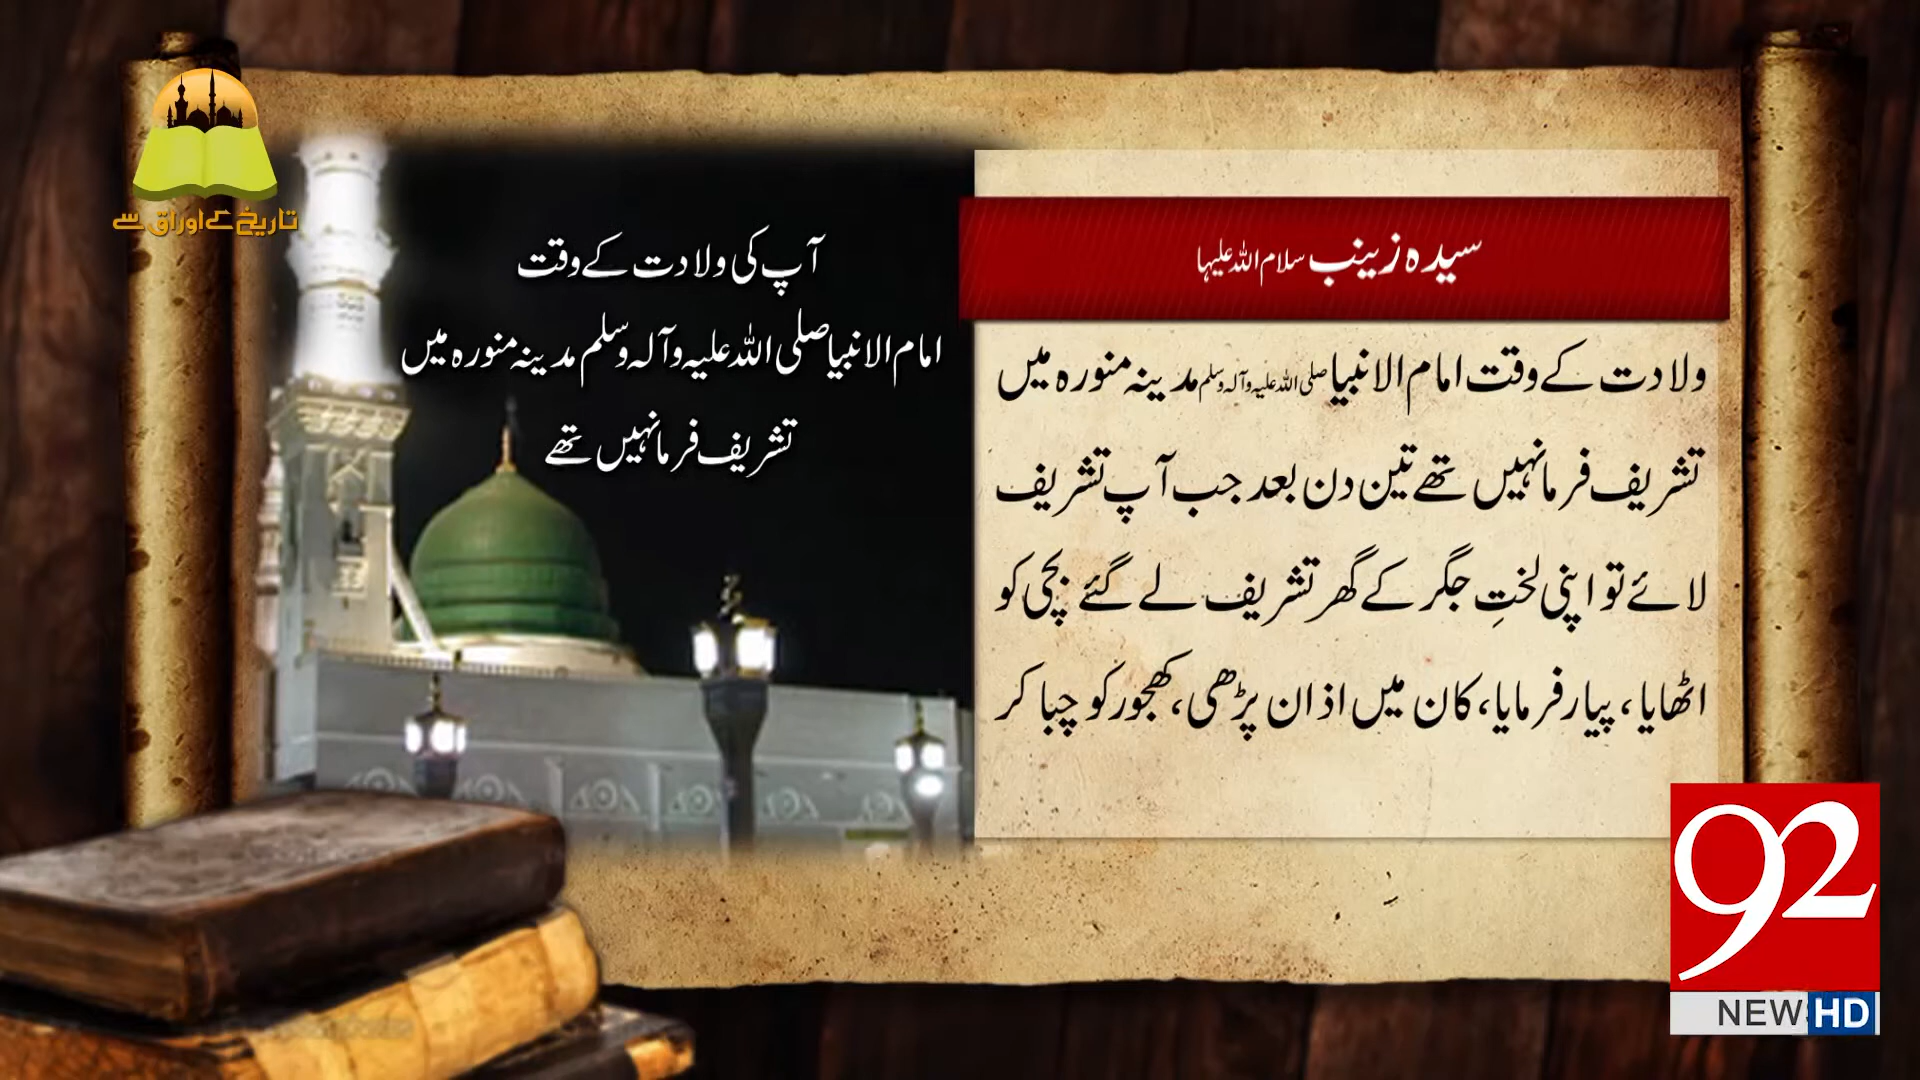 تاریخ کے اوراق سے
آپ کی ولادت کے وقت
امام الانبیا صلی اللہ علیہ وآلہ وسلم مدینہ منورہ میں
تشریف فرما نہیں تھے
سیدہ زینب سلام اللہ علیہا
ولادت کے وقت امام الانبیا صلی اللہ علیہ وآلہ وسلم مدینہ منورہ میں
تشریف فرما نہیں تھے تین دن بعد جب آپ تشریف
لائے تو اپنی لختِ جگر کے گھر تشریف لے گئے بچی کو
اٹھایا، پیار فرمایا، کان میں اذان پڑھی، کھجور کو چبا کر
92
NEWS HD